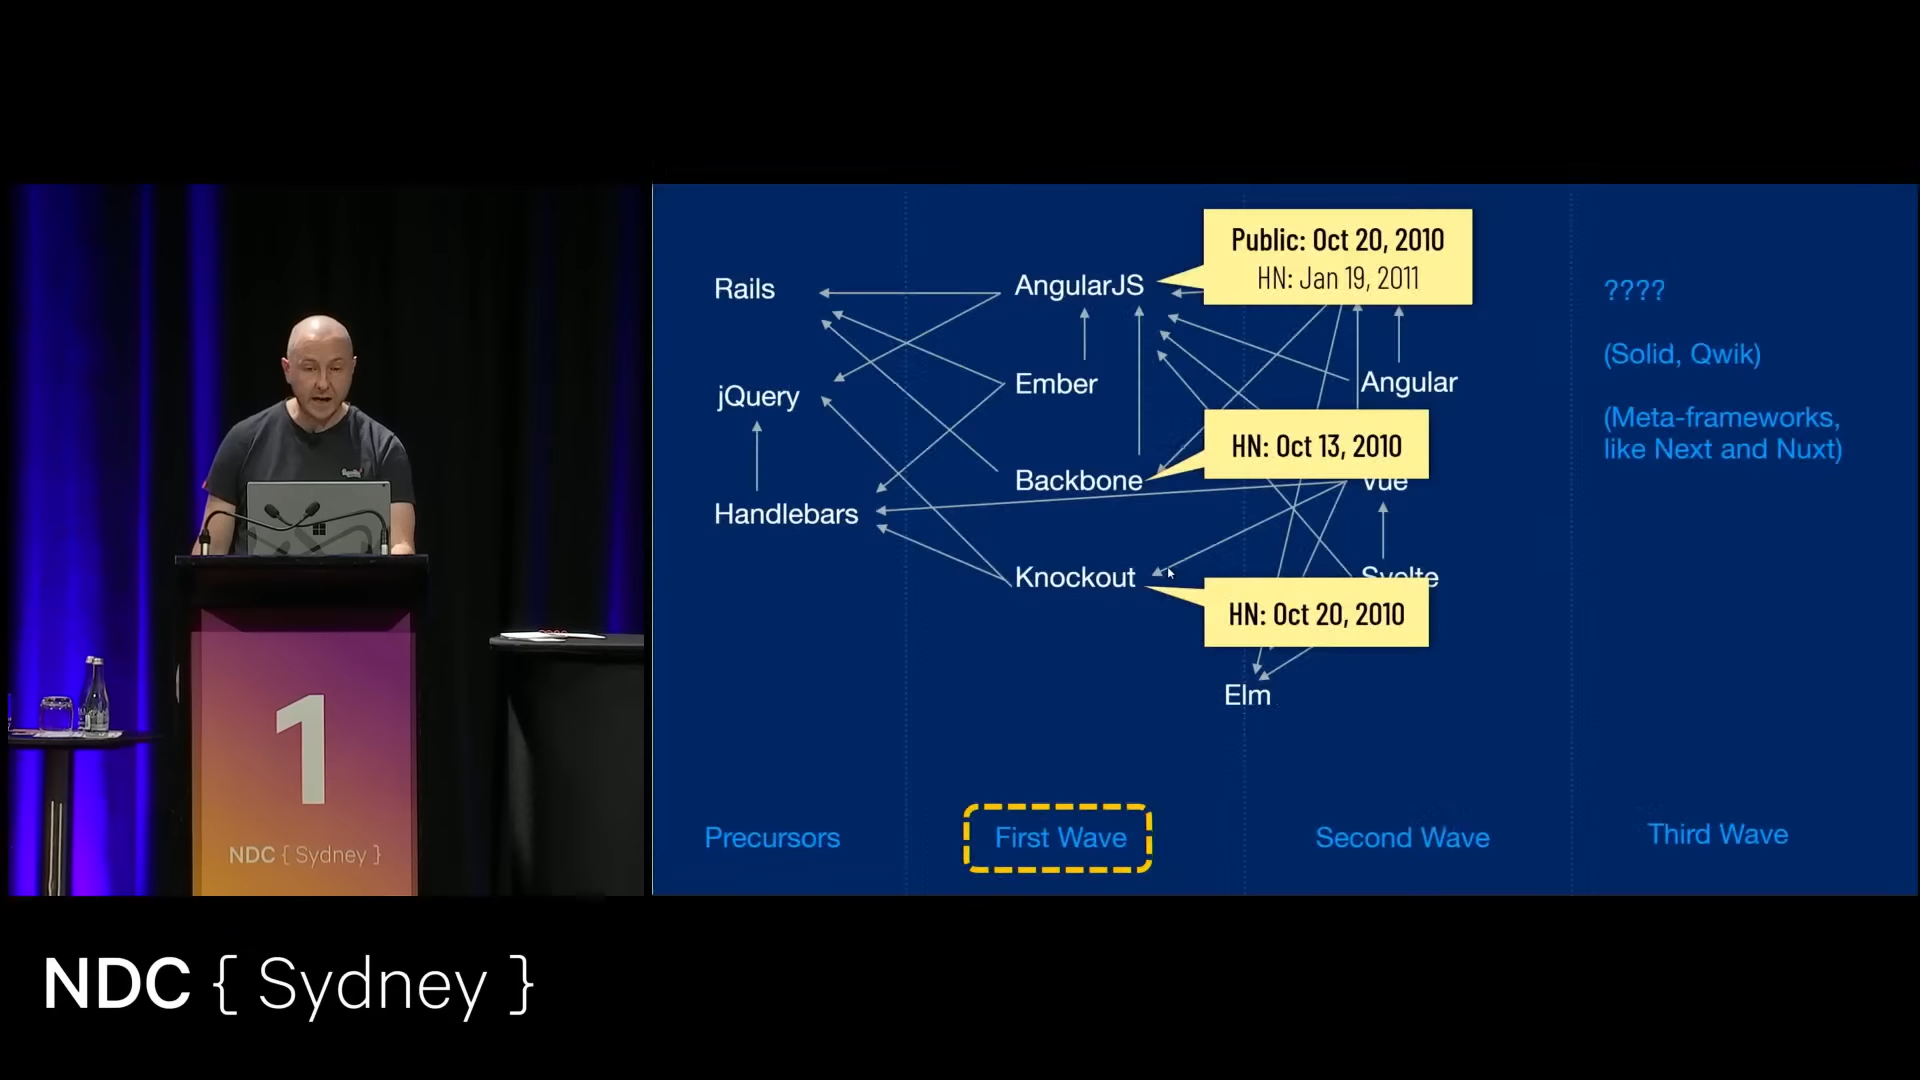 Public: Oct 20, 2010
HN: Jan 19, 2011
Rails
AngularJS
????
(Solid, Qwik)
jQuery
Ember
Angular
(Meta-frameworks,
like Next and Nuxt)
HN: Oct 13, 2010
Backbone
Vue
Handlebars
Knockout
Svelte
HN: Oct 20, 2010
Elm
Precursors
First Wave
Second Wave
Third Wave
1
NDC { Sydney }
NDC { Sydney }